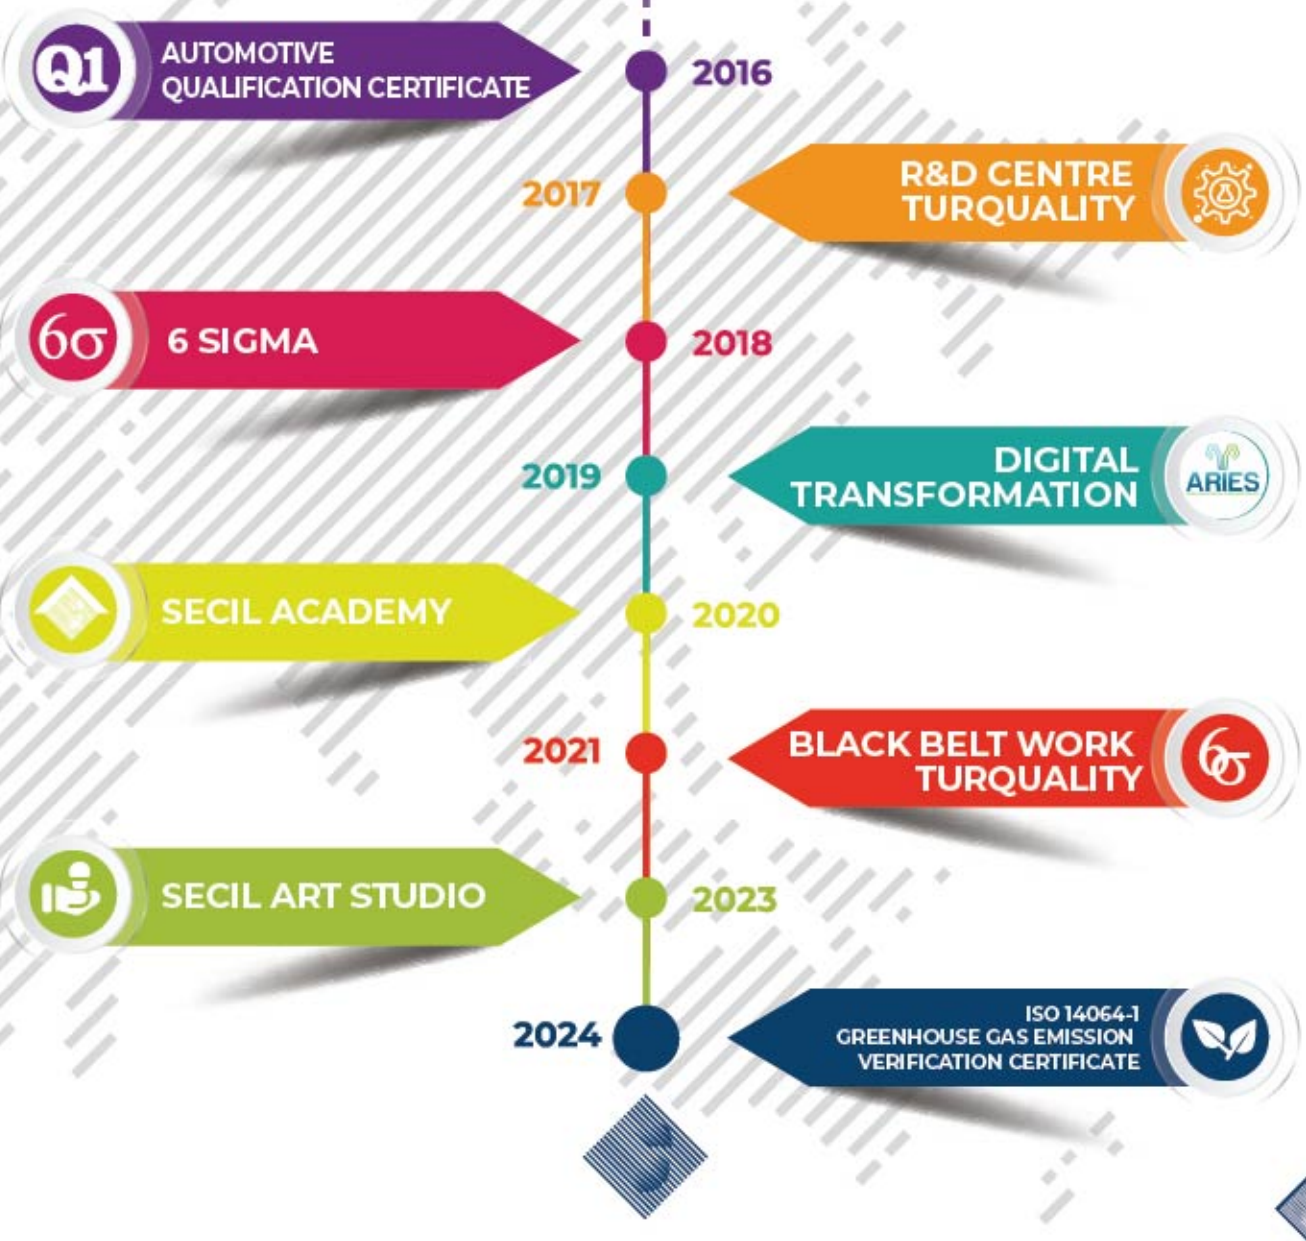 Q1
AUTOMOTIVE
QUALIFICATION CERTIFICATE
2016
2017
R&D CENTRE
TURQUALITY
6σ
6 SIGMA
2018
2019
DIGITAL
TRANSFORMATION
ARIES
SECIL ACADEMY
2020
2021
BLACK BELT WORK
TURQUALITY
6σ
SECIL ART STUDIO
2023
2024
ISO 14064-1
GREENHOUSE GAS EMISSION
VERIFICATION CERTIFICATE